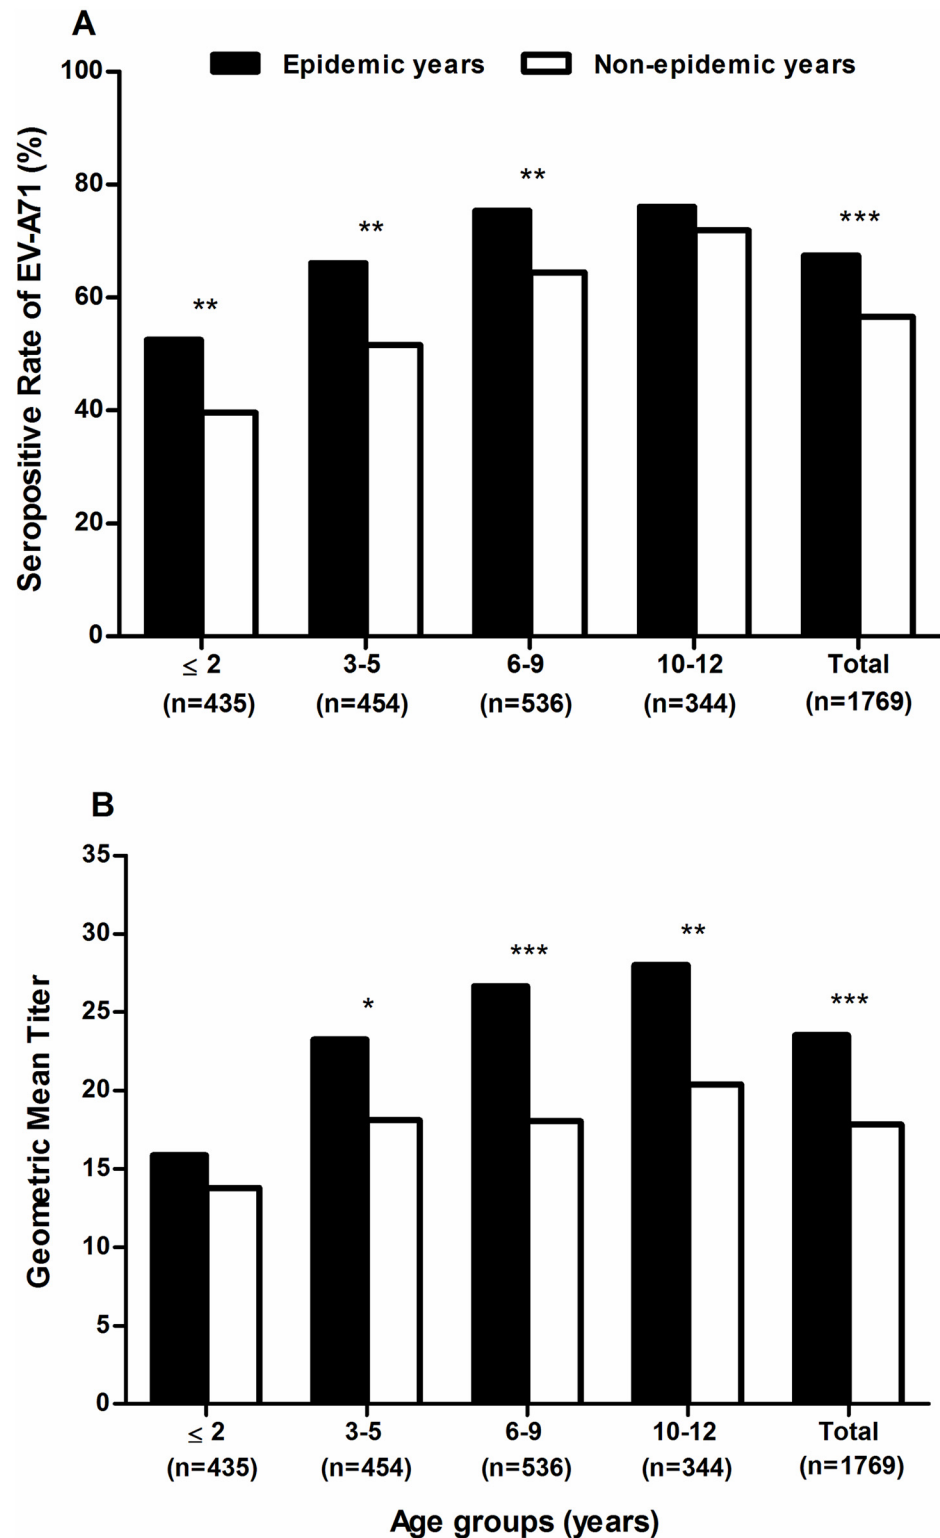 A
Epidemic years Non-epidemic years
Seropositive Rate of EV-A71 (%)
100
80
60
40
20
0
** ** ** ***
≤ 2 3-5 6-9 10-12 Total
(n=435) (n=454) (n=536) (n=344) (n=1769)
B
Geometric Mean Titer
35
30
25
20
15
10
5
0
* *** ** ***
≤ 2 3-5 6-9 10-12 Total
(n=435) (n=454) (n=536) (n=344) (n=1769)
Age groups (years)